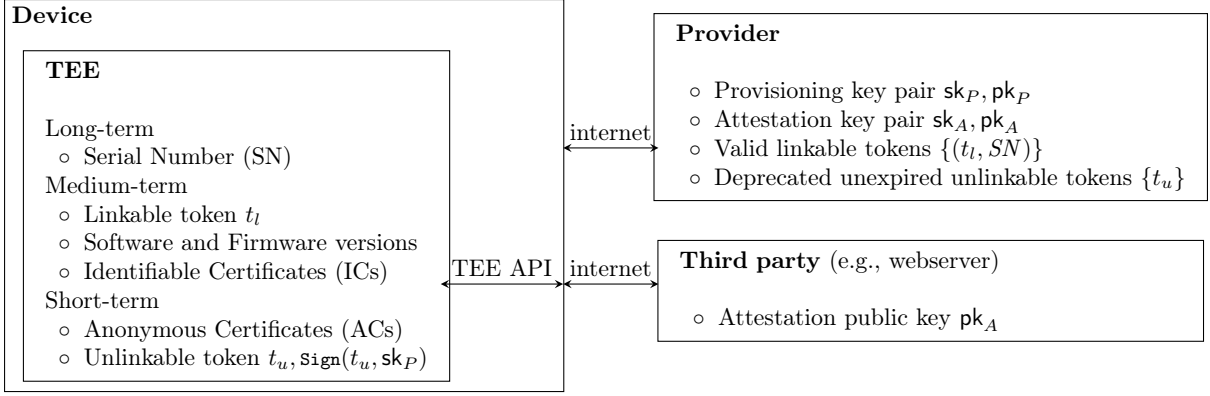 Device
TEE
Long-term
○ Serial Number (SN)
Medium-term
○ Linkable token t_l
○ Software and Firmware versions
○ Identifiable Certificates (ICs)
Short-term
○ Anonymous Certificates (ACs)
○ Unlinkable token t_u, Sign(t_u, sk_P)
TEE API
internet
internet
Provider
○ Provisioning key pair sk_P, pk_P
○ Attestation key pair sk_A, pk_A
○ Valid linkable tokens {(t_l, SN)}
○ Deprecated unexpired unlinkable tokens {t_u}
Third party (e.g., webserver)
○ Attestation public key pk_A